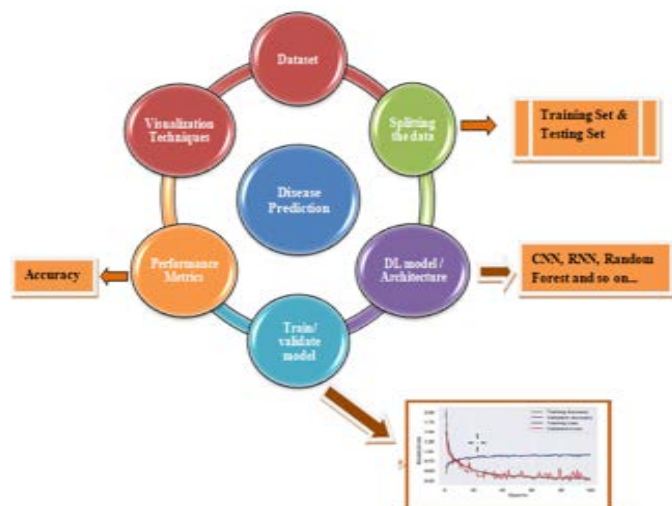 Dataset
Visualization
Techniques
Splitting
the data
Training Set &
Testing Set
Disease
Prediction
Accuracy
Performance
Metrics
DL model /
Architecture
CNN, RNN, Random
Forest and so on...
Train/
validate
model